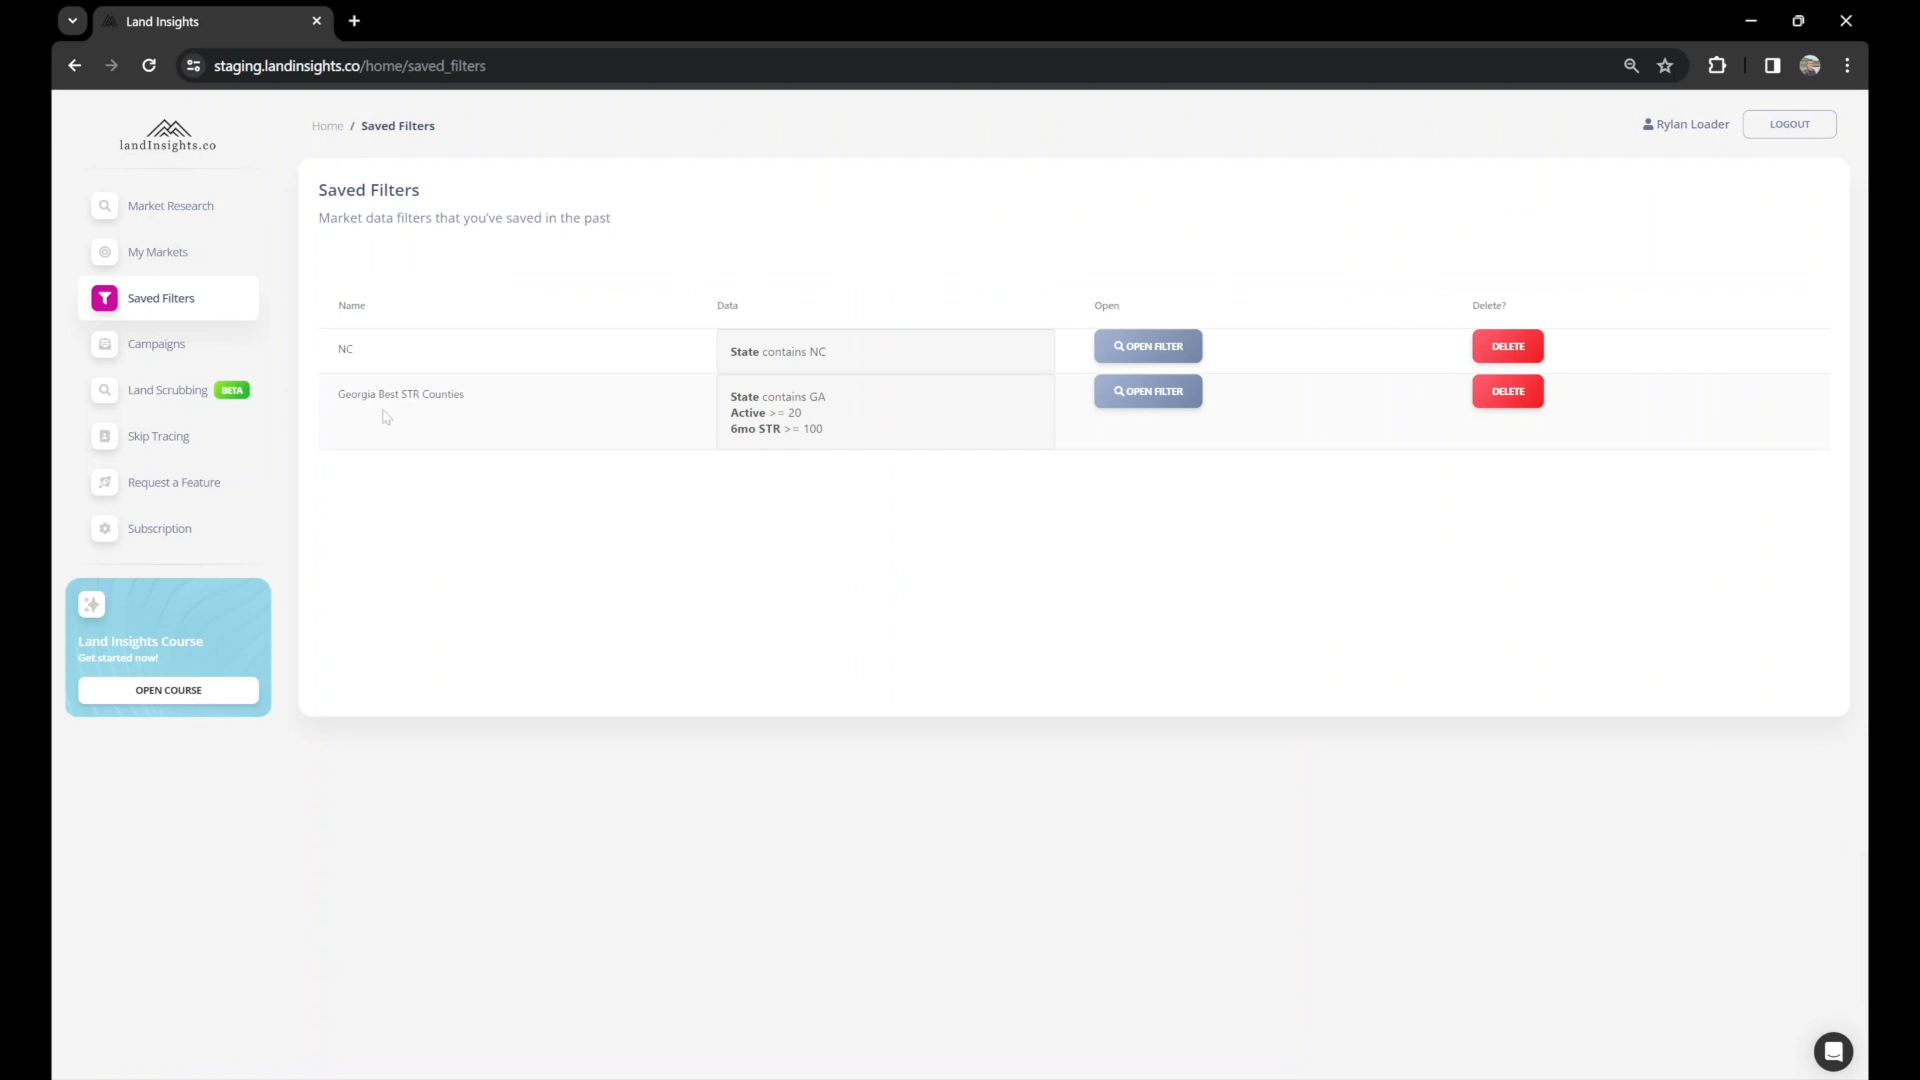 Land Insights
staging.landinsights.co/home/saved_filters
landInsights.co
Home / Saved Filters
Rylan Loader
LOGOUT
Market Research
My Markets
Saved Filters
Campaigns
Land Scrubbing BETA
Skip Tracing
Request a Feature
Subscription
Land Insights Course
Get started now!
OPEN COURSE
Saved Filters
Market data filters that you've saved in the past
Name Data Open Delete?
NC State contains NC OPEN FILTER DELETE
Georgia Best STR Counties State contains GA OPEN FILTER DELETE
Active >= 20
6mo STR >= 100